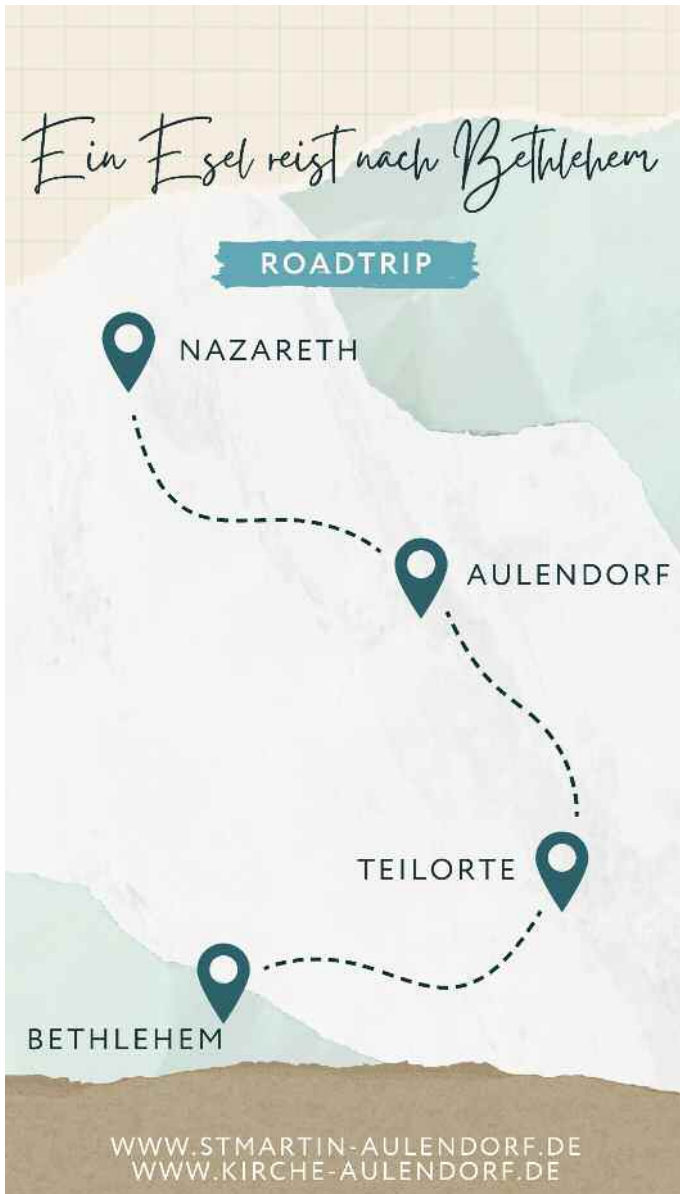 Ein Esel reist nach Bethlehem
ROADTRIP
NAZARETH
AULENDORF
TEILORTE
BETHLEHEM
WWW.STMARTIN-AULENDORF.DE
WWW.KIRCHE-AULENDORF.DE